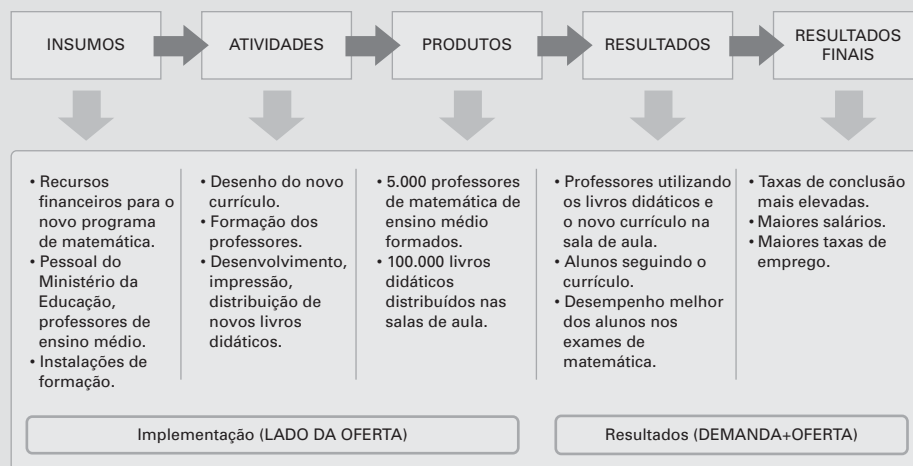 INSUMOS
ATIVIDADES
PRODUTOS
RESULTADOS
RESULTADOS
FINAIS
• Recursos
financeiros para o
novo programa
de matemática.
• Pessoal do
Ministério da
Educação,
professores de
ensino médio.
• Instalações de
formação.
• Desenho do novo
currículo.
• Formação dos
professores.
• Desenvolvimento,
impressão,
distribuição de
novos livros
didáticos.
• 5.000 professores
de matemática de
ensino médio
formados.
• 100.000 livros
didáticos
distribuídos nas
salas de aula.
• Professores utilizando
os livros didáticos e
o novo currículo na
sala de aula.
• Alunos seguindo o
currículo.
• Desempenho melhor
dos alunos nos
exames de
matemática.
• Taxas de conclusão
mais elevadas.
• Maiores salários.
• Maiores taxas de
emprego.
Implementação (LADO DA OFERTA)
Resultados (DEMANDA+OFERTA)